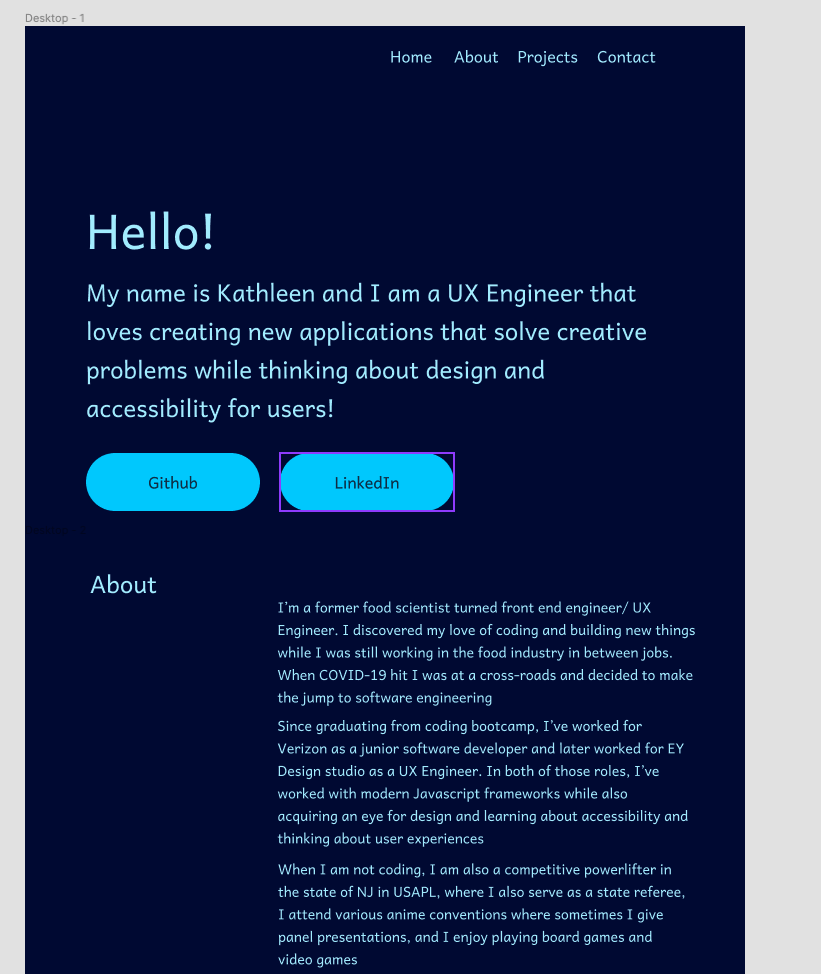 Desktop - 1
Home About Projects Contact
Hello!
My name is Kathleen and I am a UX Engineer that
loves creating new applications that solve creative
problems while thinking about design and
accessibility for users!
Github LinkedIn
About
I'm a former food scientist turned front end engineer/ UX
Engineer. I discovered my love of coding and building new things
while I was still working in the food industry in between jobs.
When COVID-19 hit I was at a cross-roads and decided to make
the jump to software engineering
Since graduating from coding bootcamp, I've worked for
Verizon as a junior software developer and later worked for EY
Design studio as a UX Engineer. In both of those roles, I've
worked with modern Javascript frameworks while also
acquiring an eye for design and learning about accessibility and
thinking about user experiences
When I am not coding, I am also a competitive powerlifter in
the state of NJ in USAPL, where I also serve as a state referee,
I attend various anime conventions where sometimes I give
panel presentations, and I enjoy playing board games and
video games